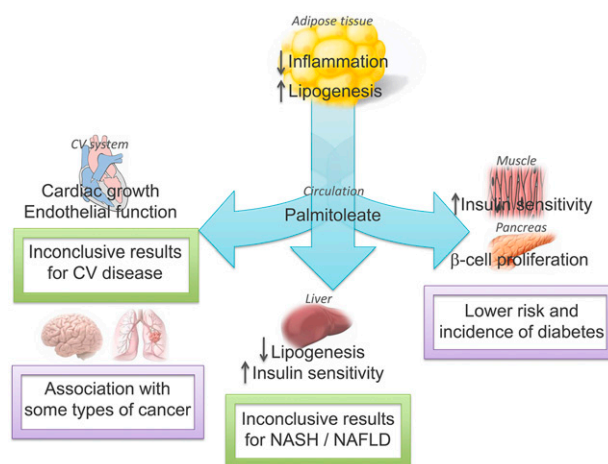 Adipose tissue
↓ Inflammation
↑ Lipogenesis
CV system
Cardiac growth
Endothelial function
Inconclusive results
for CV disease
Association with
some types of cancer
Circulation
Palmitoleate
Liver
↓ Lipogenesis
↑ Insulin sensitivity
Inconclusive results
for NASH / NAFLD
Muscle
↑ Insulin sensitivity
Pancreas
β-cell proliferation
Lower risk and
incidence of diabetes